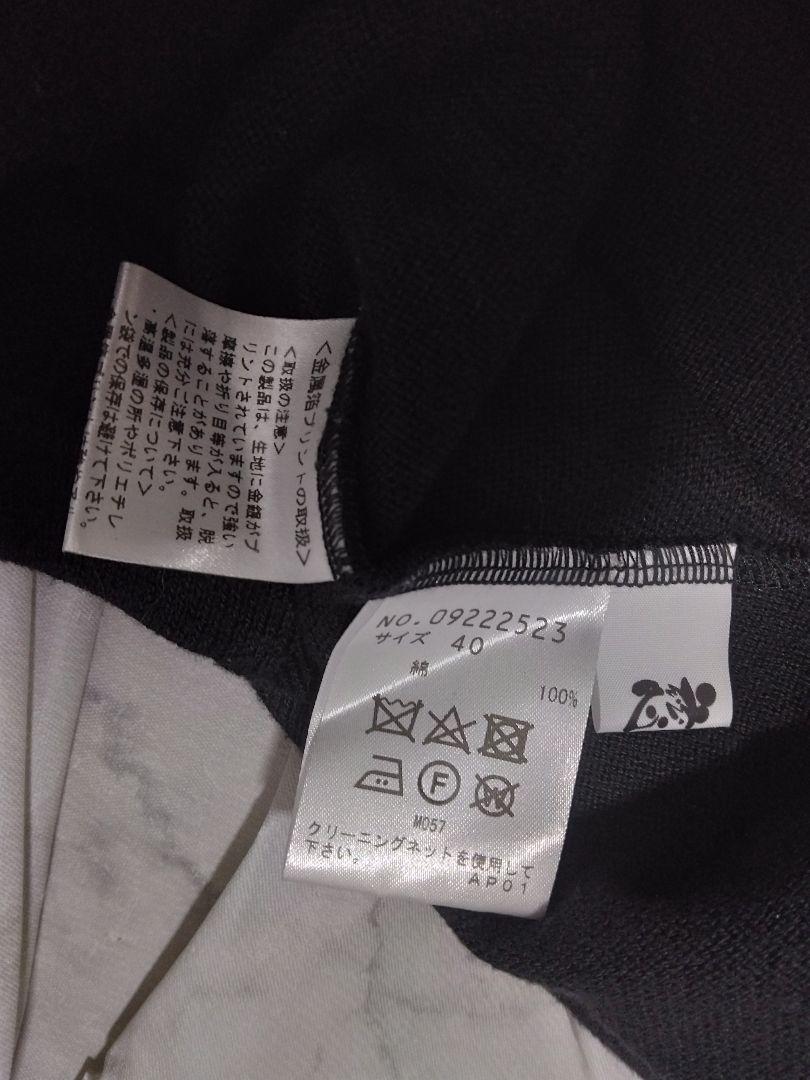 <金属箔プリントの取扱>
<取扱の注意>
この製品は、生地に金銀がプ
リントされていますので強い
摩擦や折り目等が入ると、脱
落することがあります。取扱
には充分ご注意下さい。
<製品の保存について>
・高温多湿の所やポリエチレ
ン袋での保存は避けて下さい。
NO.09222523
サイズ 40
綿
100%
F
W
M057
クリーニングネットを使用して
下さい。
AP01